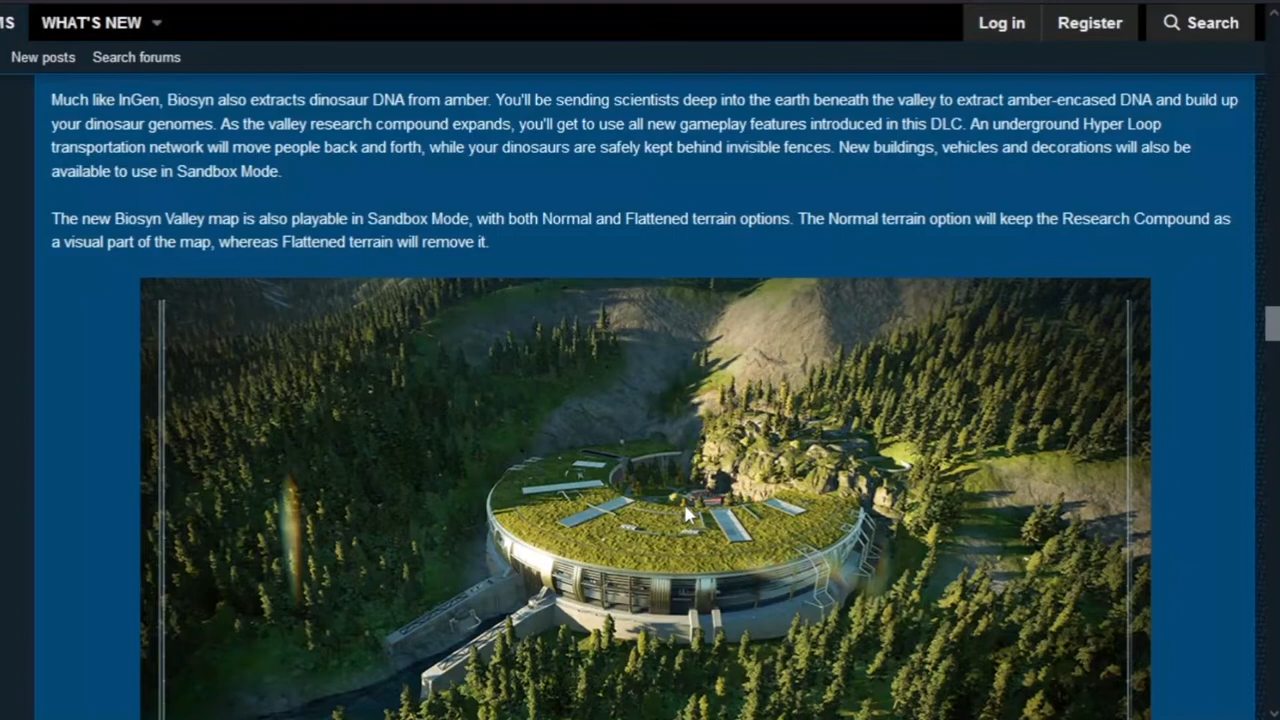 MS WHAT'S NEW Log in Register Search
New posts Search forums
Much like InGen, Biosyn also extracts dinosaur DNA from amber. You'll be sending scientists deep into the earth beneath the valley to extract amber-encased DNA and build up
your dinosaur genomes. As the valley research compound expands, you'll get to use all new gameplay features introduced in this DLC. An underground Hyper Loop
transportation network will move people back and forth, while your dinosaurs are safely kept behind invisible fences. New buildings, vehicles and decorations will also be
available to use in Sandbox Mode.
The new Biosyn Valley map is also playable in Sandbox Mode, with both Normal and Flattened terrain options. The Normal terrain option will keep the Research Compound as
a visual part of the map, whereas Flattened terrain will remove it.